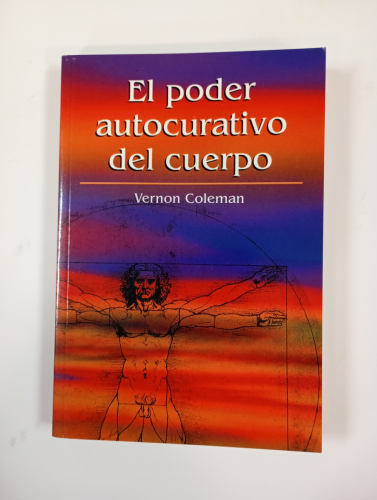 El poder
autocurativo
del cuerpo
Vernon Coleman